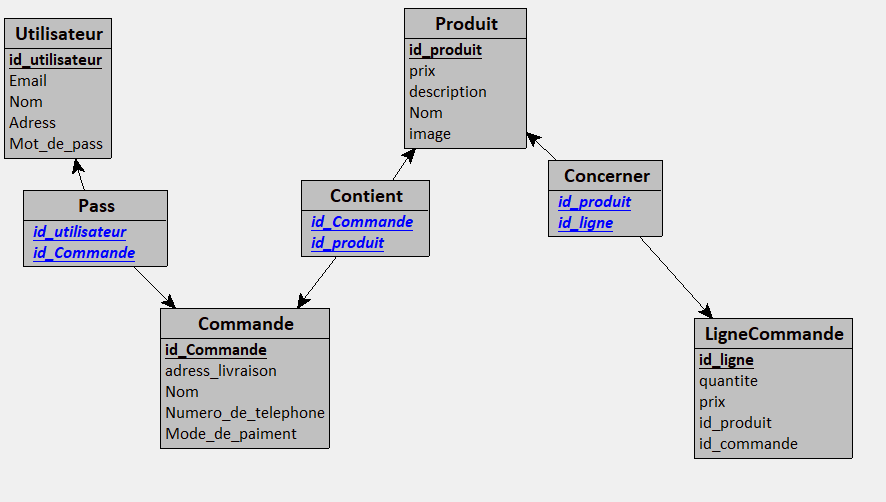 Utilisateur
id_utilisateur
Email
Nom
Adress
Mot_de_pass
Produit
id_produit
prix
description
Nom
image
Pass
id_utilisateur
id_Commande
Contient
id_Commande
id_produit
Concerner
id_produit
id_ligne
Commande
id_Commande
adress_livraison
Nom
Numero_de_telephone
Mode_de_paiment
LigneCommande
id_ligne
quantite
prix
id_produit
id_commande